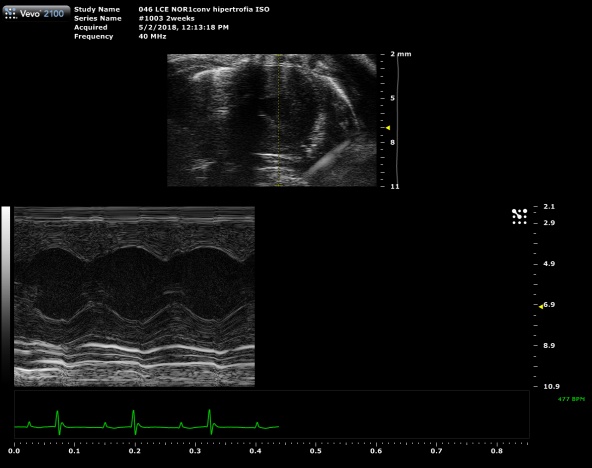 Vevo 2100
Study Name 046 LCE NOR1conv hipertrofia ISO
Series Name #1003 2weeks
Acquired 5/2/2018, 12:13:18 PM
Frequency 40 MHz
2 mm
5
8
11
2.1
2.9
4.9
6.9
8.9
10.9
477 BPM
0.0 0.1 0.2 0.3 0.4 0.5 0.6 0.7 0.8